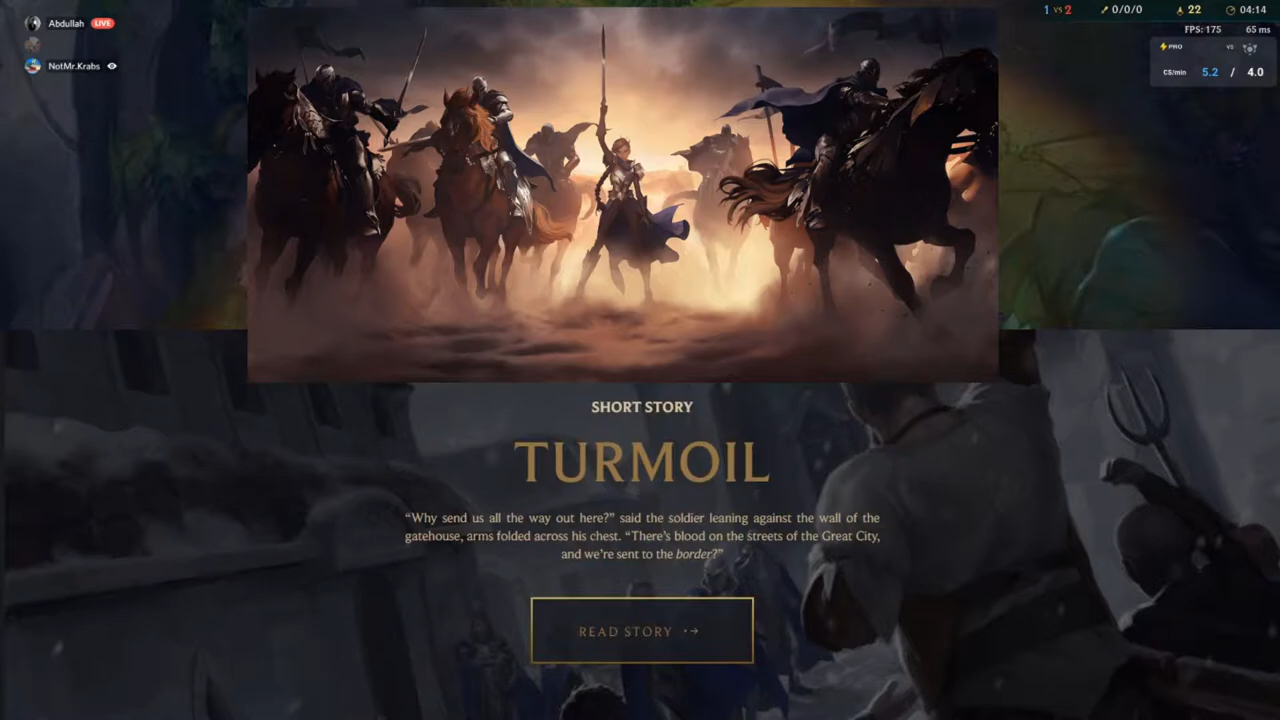 Abdullah LIVE
NotMr.Krabs
1 vs 2 0/0/0 22 04:14
FPS: 175 65 ms
PRO vs
CS/min 5.2 / 4.0
SHORT STORY
TURMOIL
“Why send us all the way out here?” said the soldier leaning against the wall of the
gatehouse, arms folded across his chest. “There’s blood on the streets of the Great City,
and we’re sent to the border?”
READ STORY